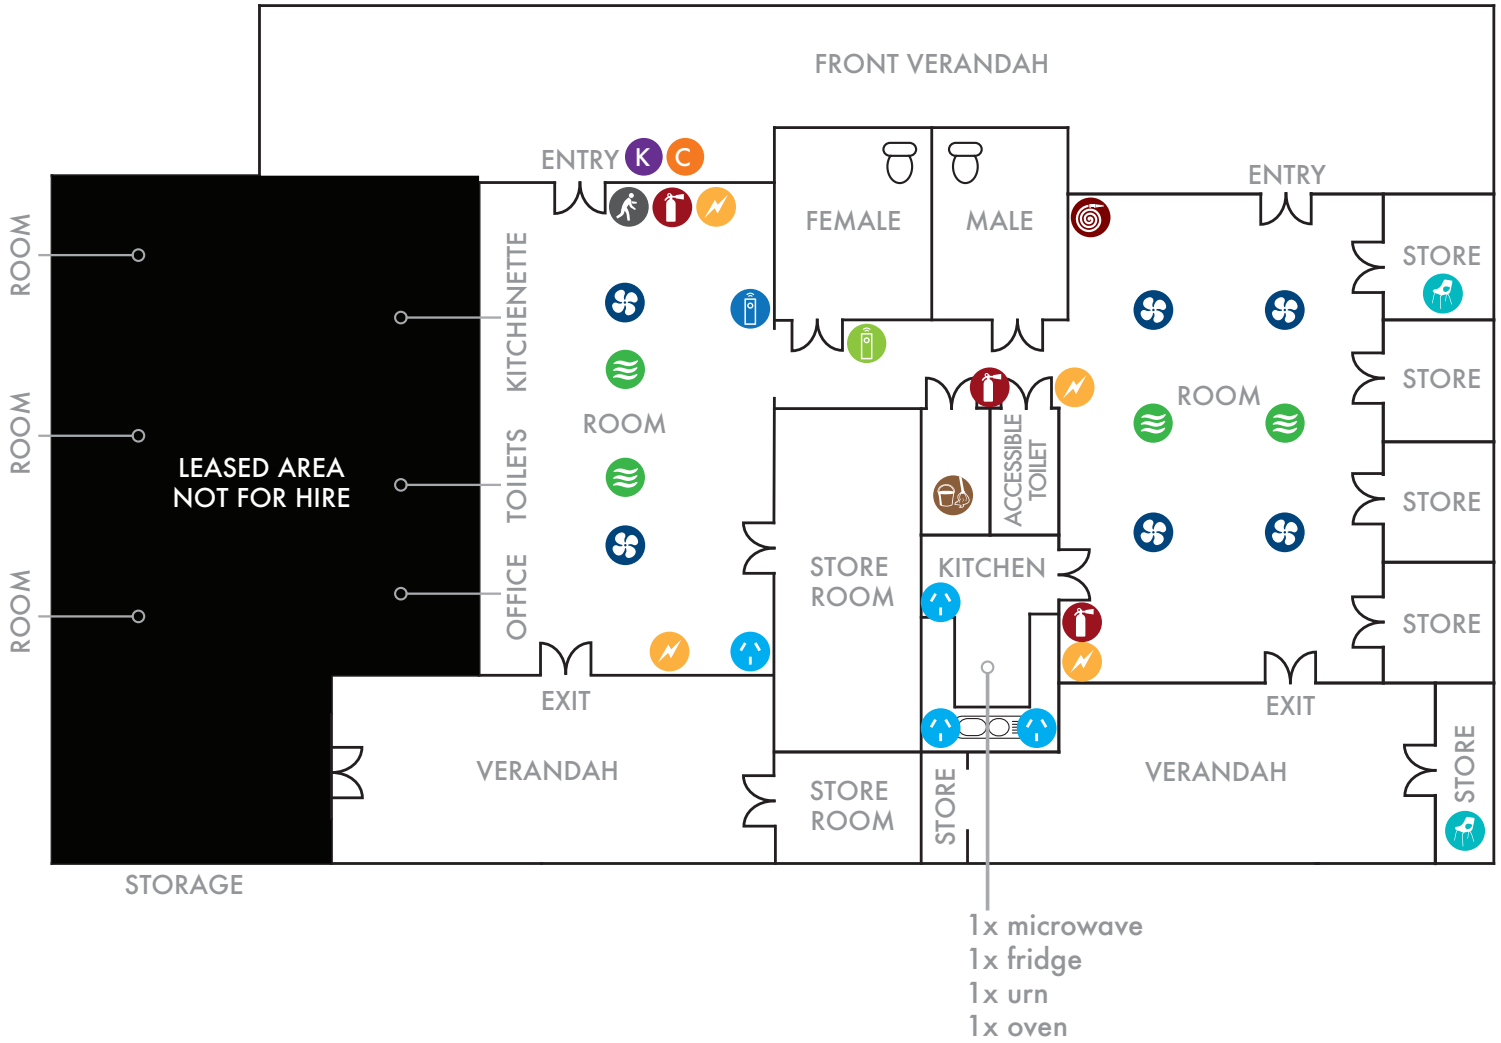 FRONT VERANDAH
ENTRY K C
ENTRY
FEMALE
MALE
ROOM
KITCHENETTE
STORE
STORE
ROOM
ROOM
ROOM
LEASED AREA
NOT FOR HIRE
TOILETS
ACCESSIBLE
TOILET
STORE
ROOM
OFFICE
STORE
ROOM
KITCHEN
STORE
EXIT
EXIT
VERANDAH
STORE
ROOM
STORE
VERANDAH
STORE
STORAGE
1x microwave
1x fridge
1x urn
1x oven